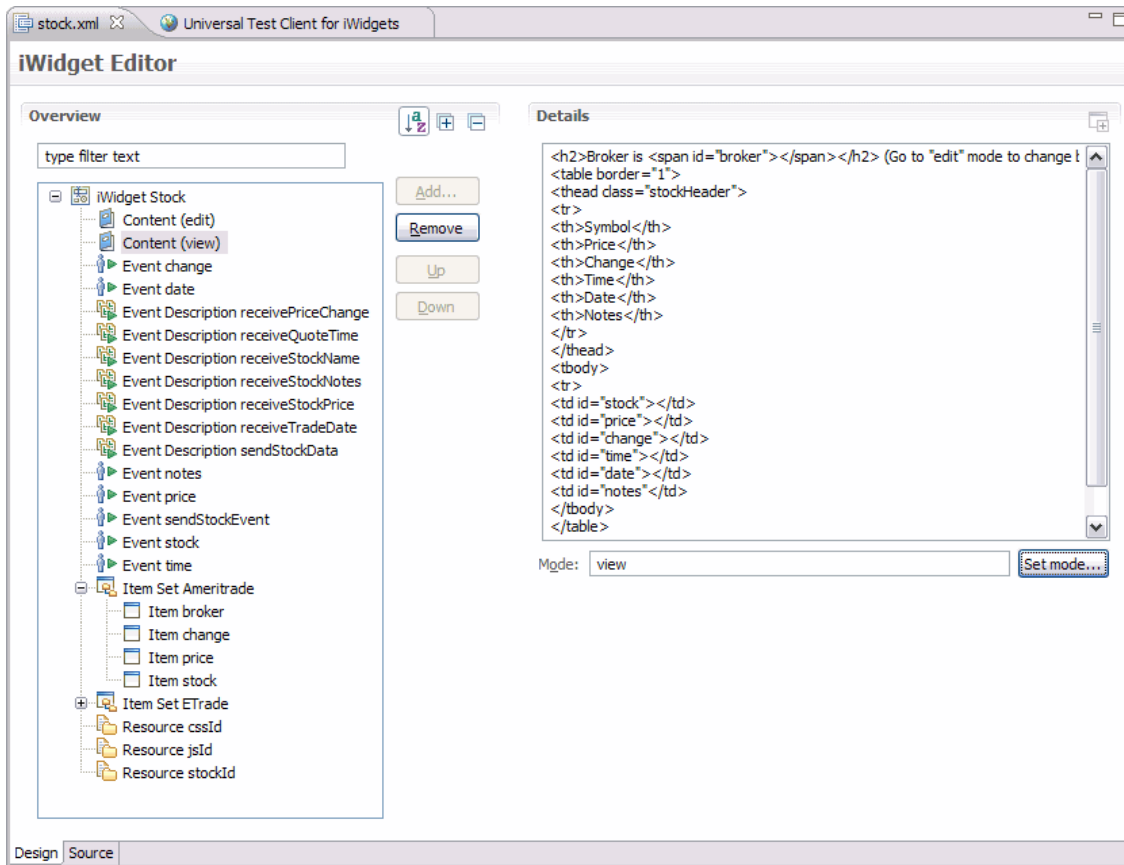 stock.xml
Universal Test Client for iWidgets
iWidget Editor
Overview
type filter text
iWidget Stock
Content (edit)
Content (view)
Event change
Event date
Event Description receivePriceChange
Event Description receiveQuoteTime
Event Description receiveStockName
Event Description receiveStockNotes
Event Description receiveStockPrice
Event Description receiveTradeDate
Event Description sendStockData
Event notes
Event price
Event sendStockEvent
Event stock
Event time
Item Set Ameritrade
Item broker
Item change
Item price
Item stock
Item Set ETrade
Resource cssId
Resource jsId
Resource stockId
Add...
Remove
Up
Down
Details
<h2>Broker is <span id="broker"></span></h2> (Go to "edit" mode to change
<table border="1">
<thead class="stockHeader">
<tr>
<th>Symbol</th>
<th>Price</th>
<th>Change</th>
<th>Time</th>
<th>Date</th>
<th>Notes</th>
</tr>
</thead>
<tbody>
<tr>
<td id="stock"></td>
<td id="price"></td>
<td id="change"></td>
<td id="time"></td>
<td id="date"></td>
<td id="notes"</td>
</tbody>
</table>
Mode: view
Set mode...
Design Source